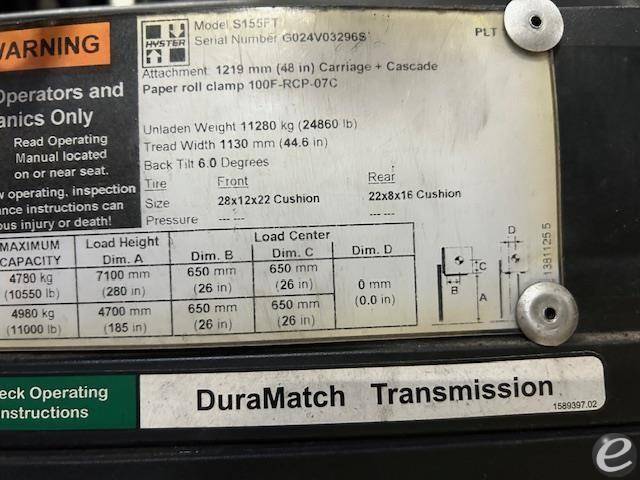 WARNING
Operators and
anics Only
Read Operating
Manual located
on or near seat.
w operating, inspection
ance instructions can
ous injury or death!
HYSTER
Model S155FT
Serial Number G024V03296S
PLT
Attachment 1219 mm (48 in) Carriage + Cascade
Paper roll clamp 100F-RCP-07C
Unladen Weight 11280 kg (24860 lb)
Tread Width 1130 mm (44.6 in)
Back Tilt 6.0 Degrees
Tire Front Rear
Size 28x12x22 Cushion 22x8x16 Cushion
Pressure --- --- --- ---
MAXIMUM CAPACITY Load Height Dim. A Load Center Dim. B Dim. C Dim. D
4780 kg 7100 mm 650 mm 650 mm 0 mm
(10550 lb) (280 in) (26 in) (26 in) (0.0 in)
4980 kg 4700 mm 650 mm 650 mm
(11000 lb) (185 in) (26 in) (26 in)
D
C
B
A
eck Operating
nstructions
DuraMatch Transmission
1589397.02
e